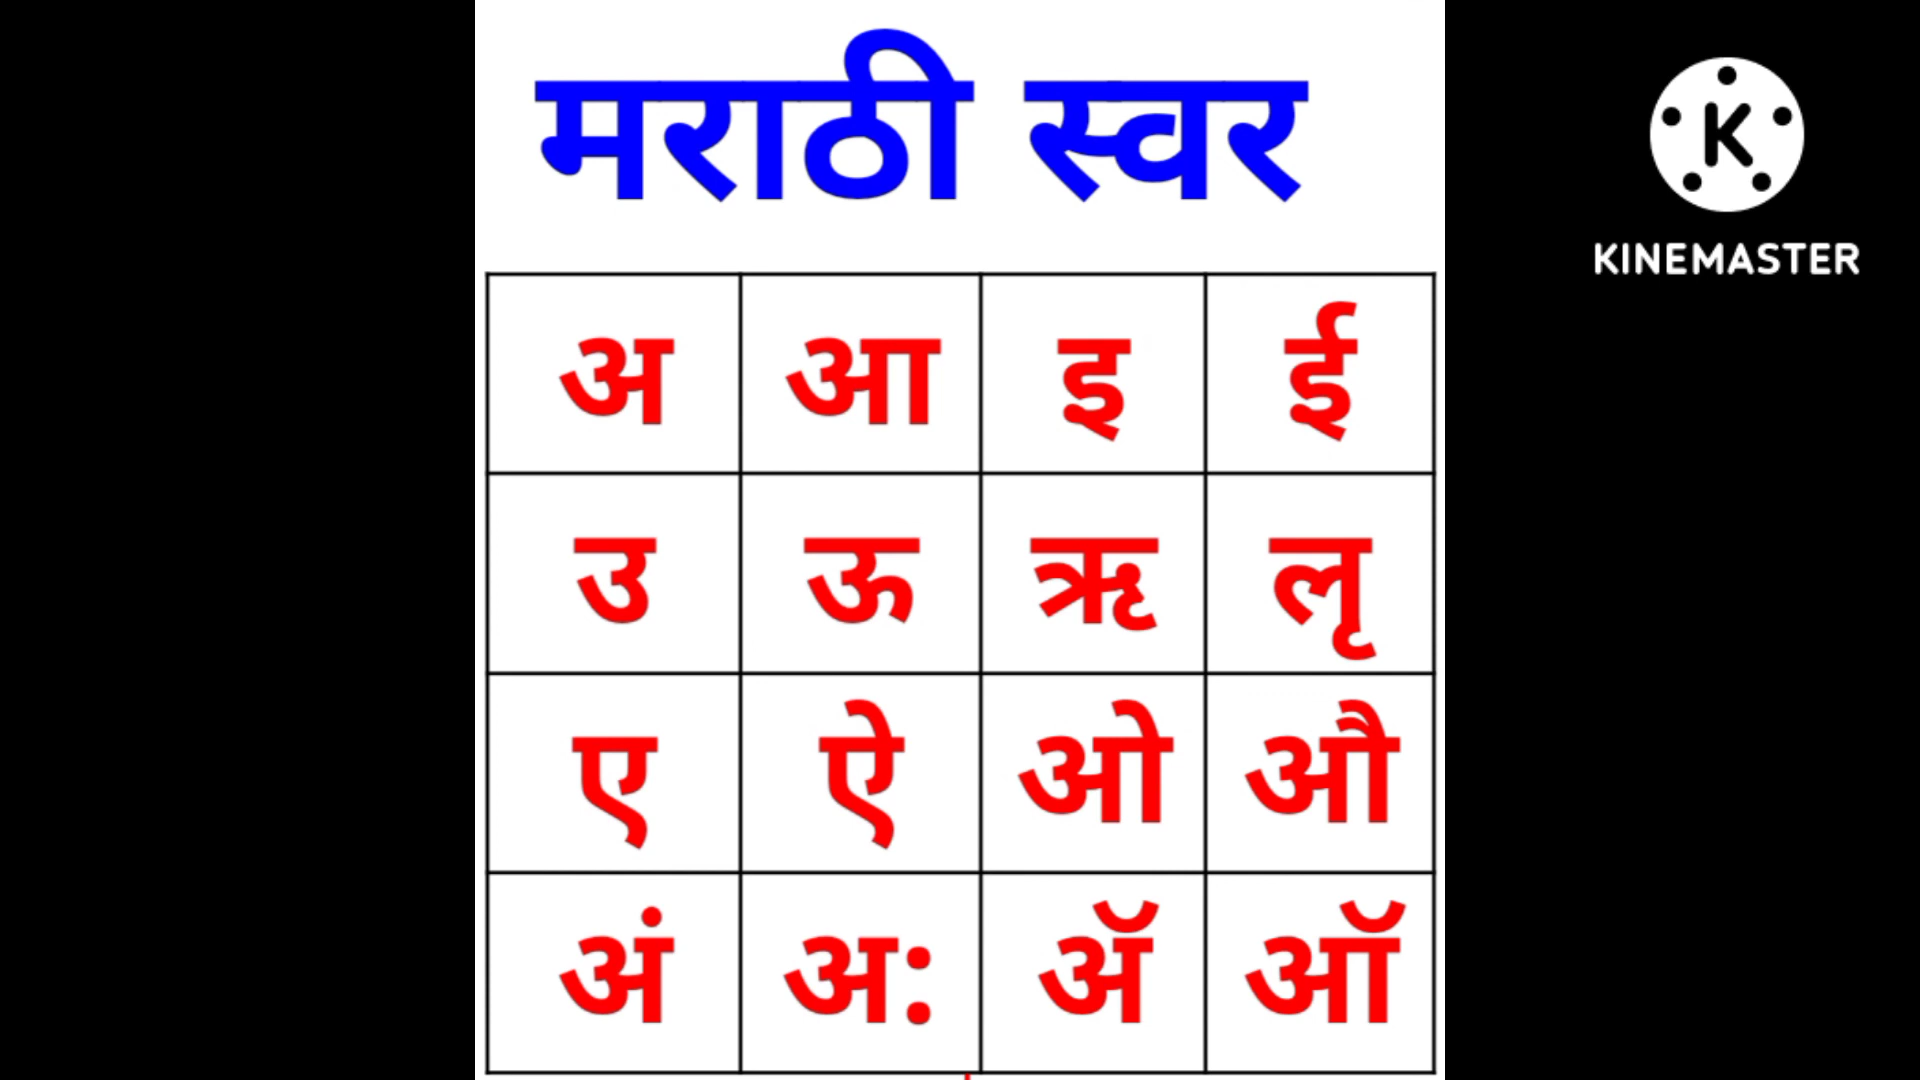 मराठी स्वर
KINEMASTER
अ आ इ ई
उ ऊ ऋ लृ
ए ऐ ओ औ
अं अ: ॲ ऑ